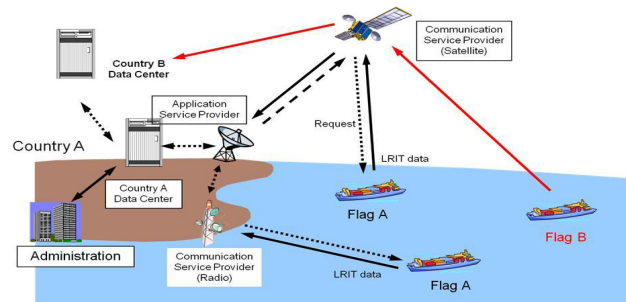 Communication
Service Provider
(Satellite)
Country B
Data Center
Application
Service Provider
Country A
Request
LRIT data
Country A
Data Center
Flag A
Flag B
Administration
Communication
Service Provider
(Radio)
LRIT data
Flag A